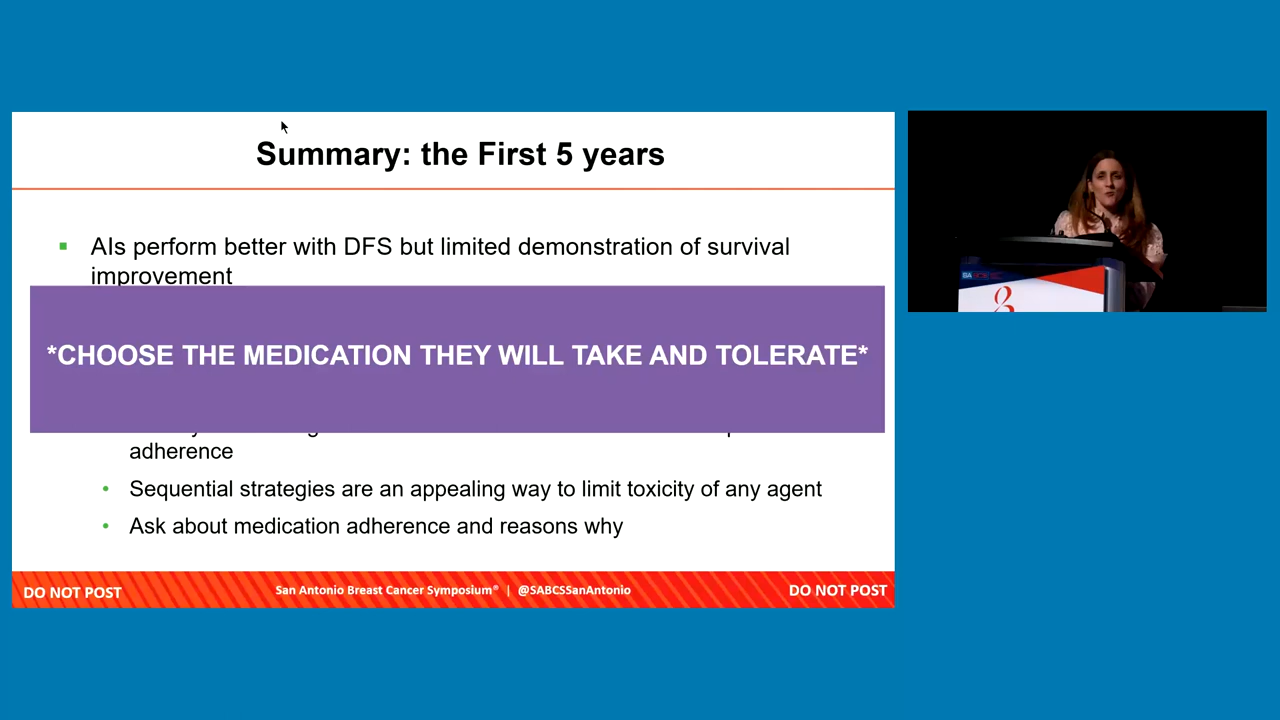 Summary: the First 5 years
AIs perform better with DFS but limited demonstration of survival
improvement
*CHOOSE THE MEDICATION THEY WILL TAKE AND TOLERATE*
adherence
Sequential strategies are an appealing way to limit toxicity of any agent
Ask about medication adherence and reasons why
DO NOT POST
San Antonio Breast Cancer Symposium® | @SABCSSanAntonio
DO NOT POST